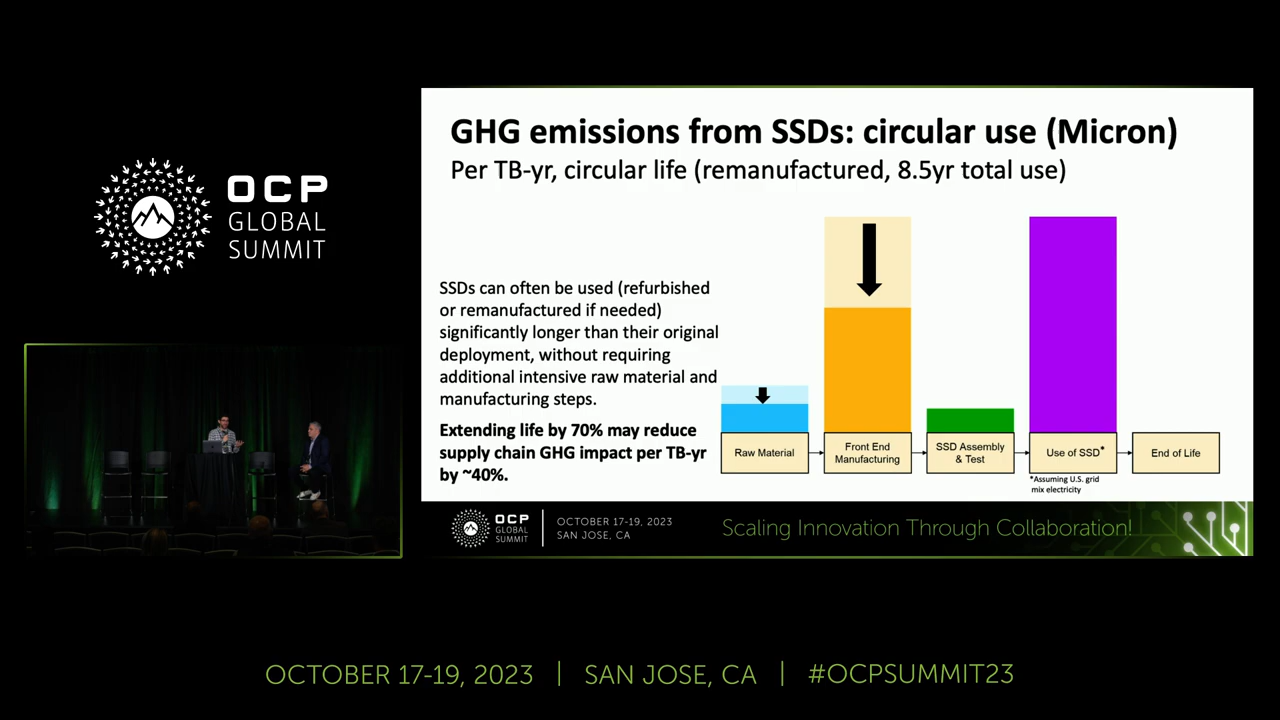 OCP
GLOBAL
SUMMIT
GHG emissions from SSDs: circular use (Micron)
Per TB-yr, circular life (remanufactured, 8.5yr total use)
SSDs can often be used (refurbished
or remanufactured if needed)
significantly longer than their original
deployment, without requiring
additional intensive raw material and
manufacturing steps.
Extending life by 70% may reduce
supply chain GHG impact per TB-yr
by ~40%.
Raw Material
Front End
Manufacturing
SSD Assembly
& Test
Use of SSD*
End of Life
*Assuming U.S. grid
mix electricity
OCP
GLOBAL
SUMMIT
OCTOBER 17-19, 2023
SAN JOSE, CA
Scaling Innovation Through Collaboration!
OCTOBER 17-19, 2023 | SAN JOSE, CA | #OCPSUMMIT23